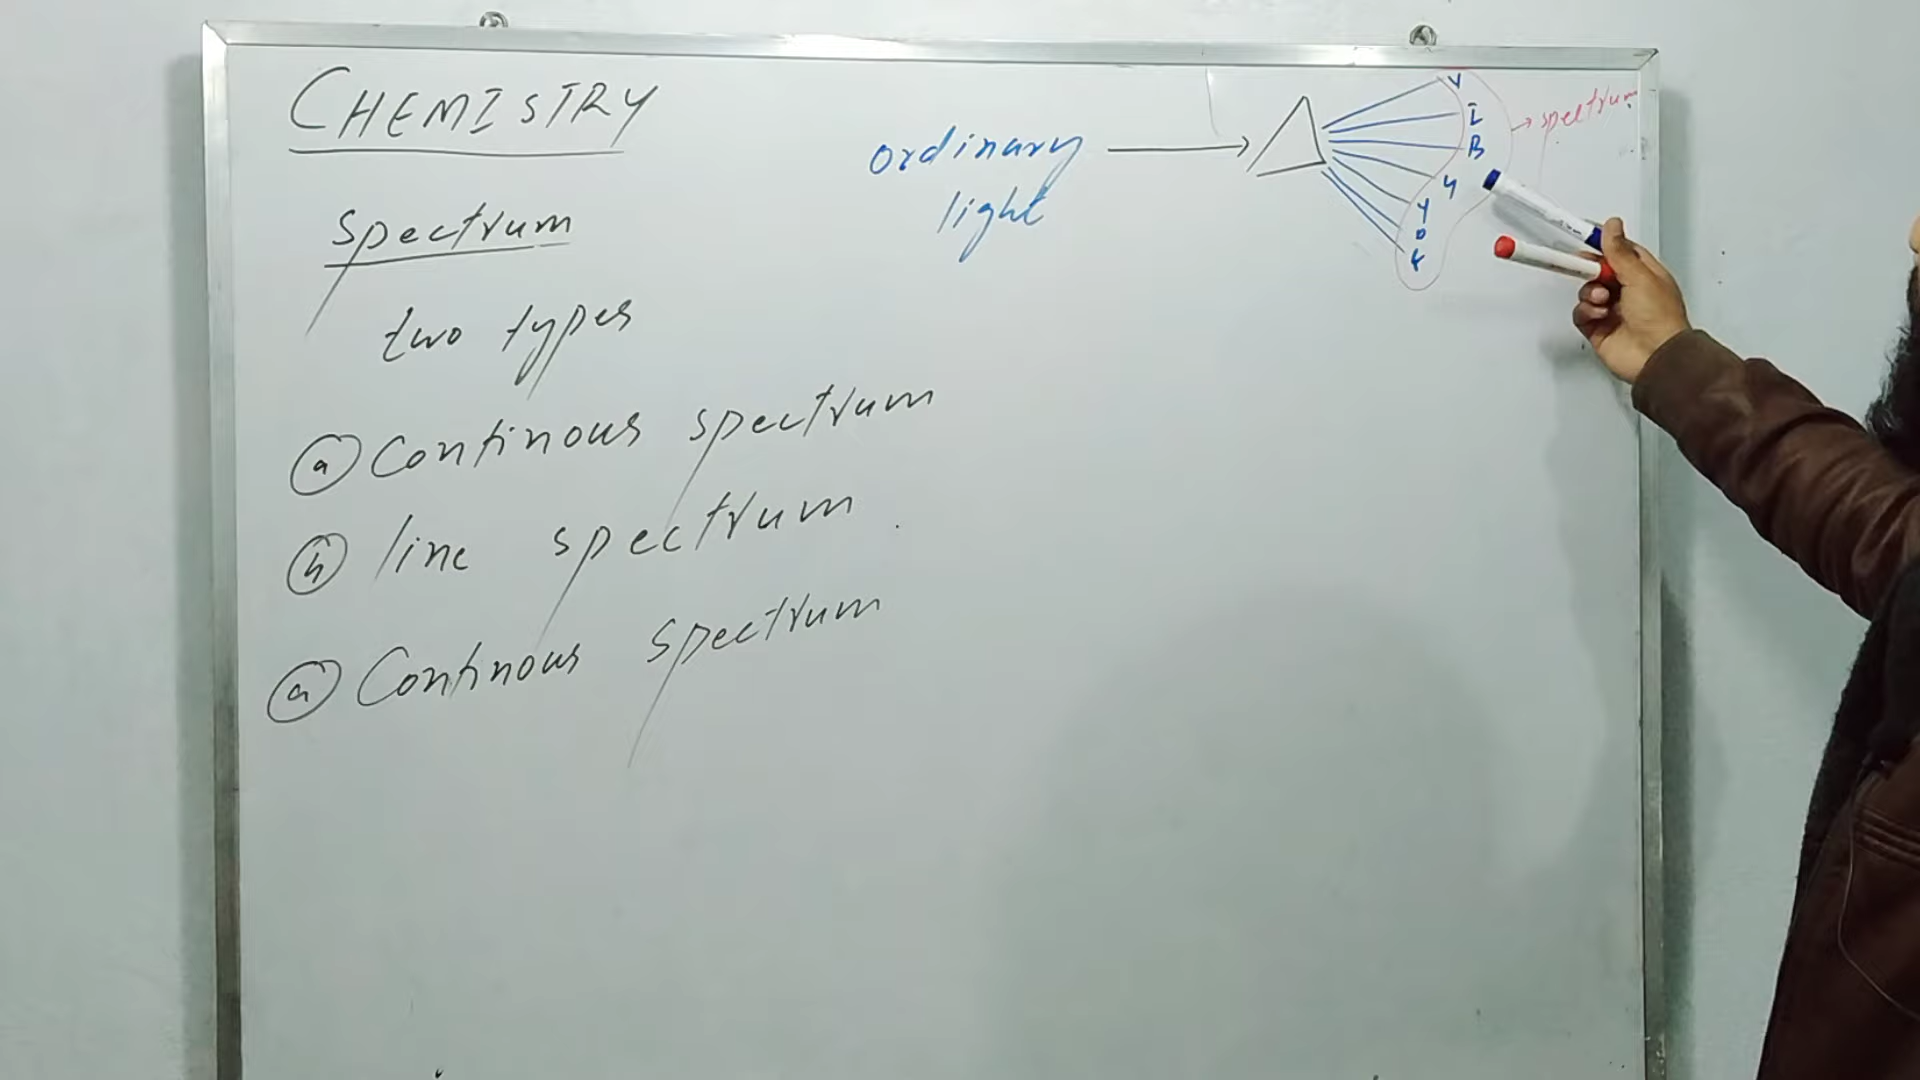 CHEMISTRY
spectrum
two types
(a) Continous spectrum
(b) line spectrum
(a) Continous spectrum
ordinary
light
V
I
B
G
Y
O
R
spectrum